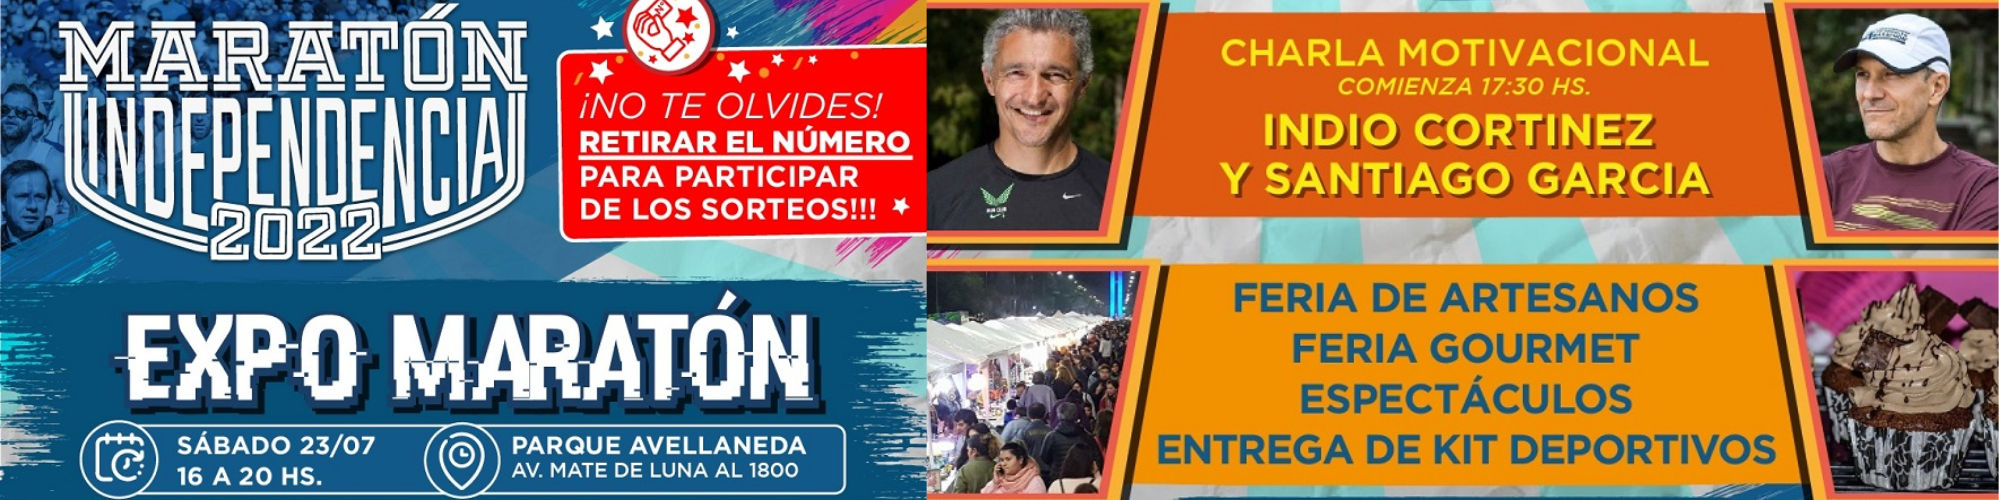 MARATÓN
INDEPENDENCIA
2022
¡NO TE OLVIDES!
RETIRAR EL NÚMERO
PARA PARTICIPAR
DE LOS SORTEOS!!!
EXPO MARATÓN
SÁBADO 23/07
16 A 20 HS.
PARQUE AVELLANEDA
AV. MATE DE LUNA AL 1800
CHARLA MOTIVACIONAL
COMIENZA 17:30 HS.
INDIO CORTINEZ
Y SANTIAGO GARCIA
FERIA DE ARTESANOS
FERIA GOURMET
ESPECTÁCULOS
ENTREGA DE KIT DEPORTIVOS